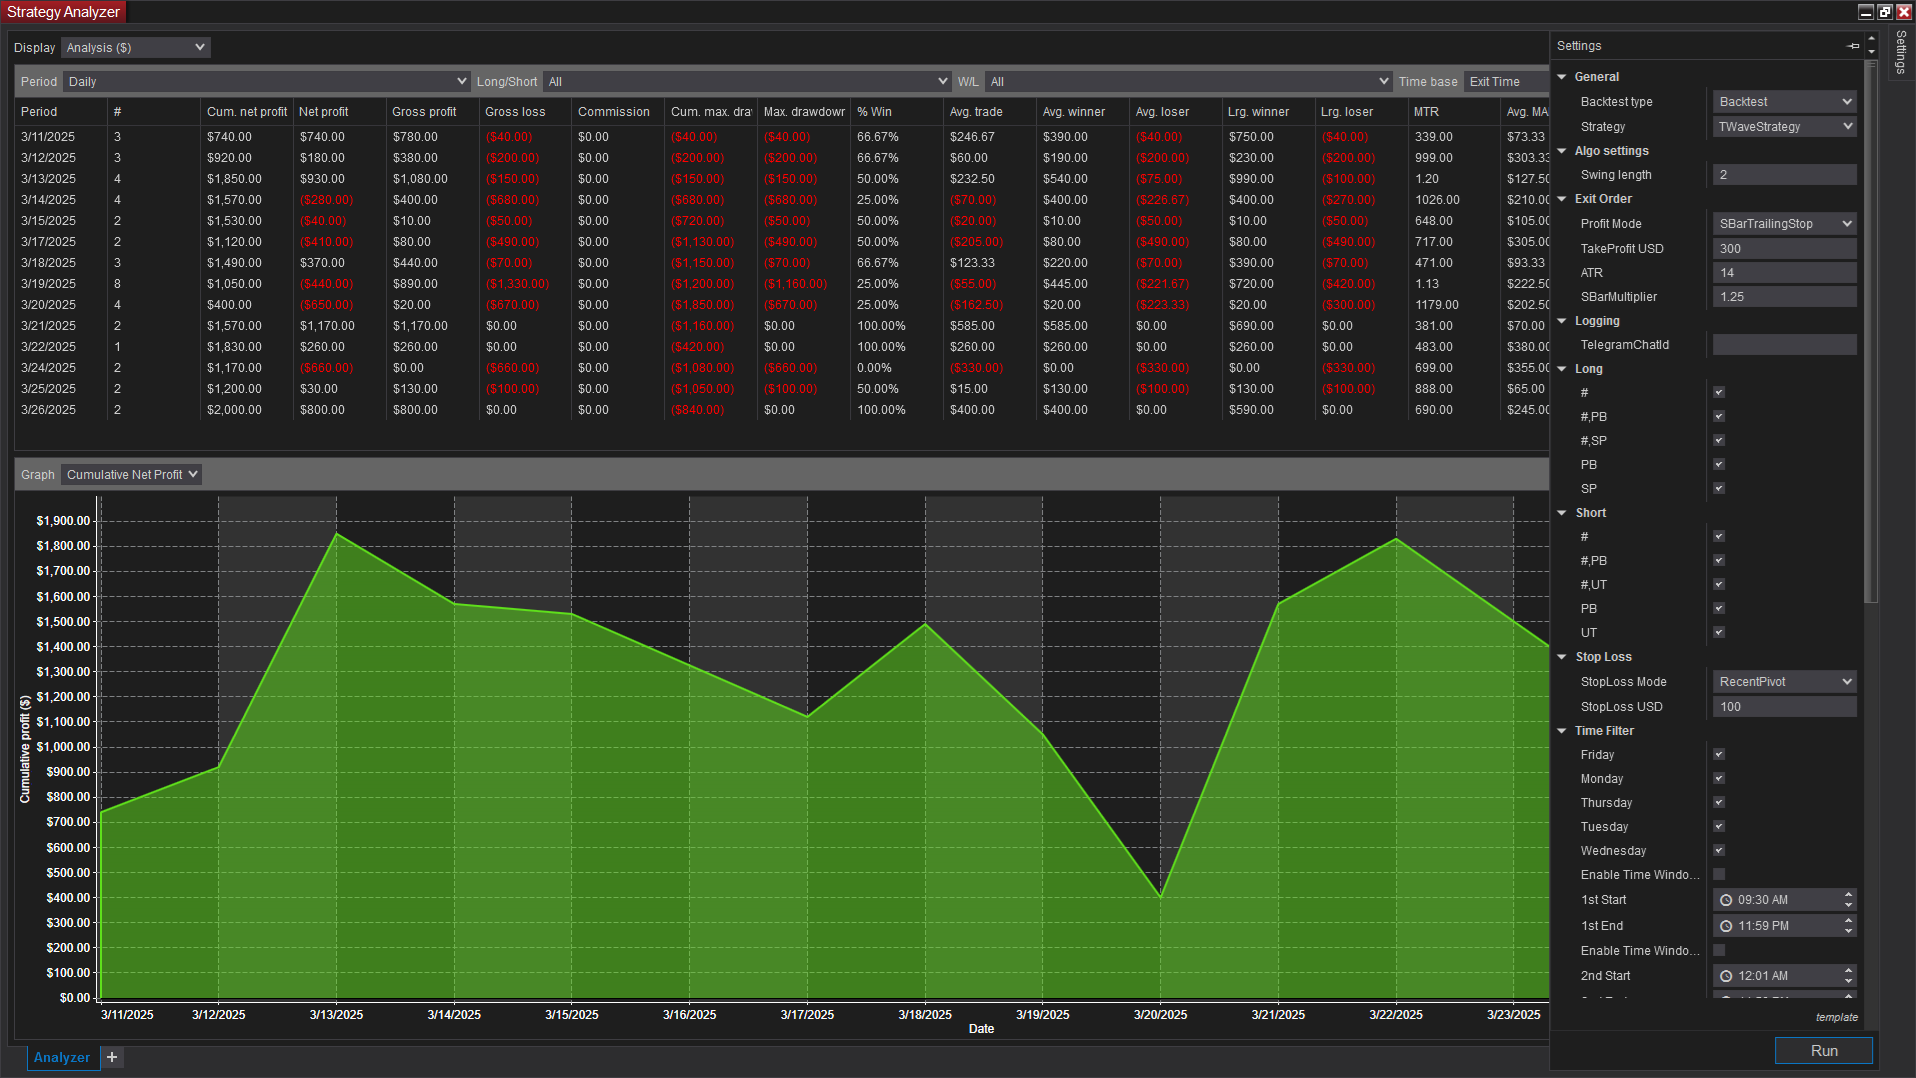 Strategy Analyzer
Display Analysis ($)
Period Daily Long/Short All W/L All Time base Exit Time
Period # Cum. net profit Net profit Gross profit Gross loss Commission Cum. max. dra Max. drawdowr % Win Avg. trade Avg. winner Avg. loser Lrg. winner Lrg. loser MTR Avg. MA
3/11/2025 3 $740.00 $740.00 $780.00 ($40.00) $0.00 ($40.00) ($40.00) 66.67% $246.67 $390.00 ($40.00) $750.00 ($40.00) 339.00 $73.33
3/12/2025 3 $920.00 $180.00 $380.00 ($200.00) $0.00 ($200.00) ($200.00) 66.67% $60.00 $190.00 ($200.00) $230.00 ($200.00) 999.00 $303.33
3/13/2025 4 $1,850.00 $930.00 $1,080.00 ($150.00) $0.00 ($150.00) ($150.00) 50.00% $232.50 $540.00 ($75.00) $990.00 ($100.00) 1.20 $127.50
3/14/2025 4 $1,570.00 ($280.00) $400.00 ($680.00) $0.00 ($680.00) ($680.00) 25.00% ($70.00) $400.00 ($226.67) $400.00 ($270.00) 1026.00 $210.00
3/15/2025 2 $1,530.00 ($40.00) $10.00 ($50.00) $0.00 ($720.00) ($50.00) 50.00% ($20.00) $10.00 ($50.00) $10.00 ($50.00) 648.00 $105.00
3/17/2025 2 $1,120.00 ($410.00) $80.00 ($490.00) $0.00 ($1,130.00) ($490.00) 50.00% ($205.00) $80.00 ($490.00) $80.00 ($490.00) 717.00 $305.00
3/18/2025 3 $1,490.00 $370.00 $440.00 ($70.00) $0.00 ($1,150.00) ($70.00) 66.67% $123.33 $220.00 ($70.00) $390.00 ($70.00) 471.00 $93.33
3/19/2025 8 $1,050.00 ($440.00) $890.00 ($1,330.00) $0.00 ($1,200.00) ($1,160.00) 25.00% ($55.00) $445.00 ($221.67) $720.00 ($420.00) 1.13 $222.50
3/20/2025 4 $400.00 ($650.00) $20.00 ($670.00) $0.00 ($1,850.00) ($670.00) 25.00% ($162.50) $20.00 ($223.33) $20.00 ($300.00) 1179.00 $202.50
3/21/2025 2 $1,570.00 $1,170.00 $1,170.00 $0.00 $0.00 ($1,160.00) $0.00 100.00% $585.00 $585.00 $0.00 $690.00 $0.00 381.00 $70.00
3/22/2025 1 $1,830.00 $260.00 $260.00 $0.00 $0.00 ($420.00) $0.00 100.00% $260.00 $260.00 $0.00 $260.00 $0.00 483.00 $380.00
3/24/2025 2 $1,170.00 ($660.00) $0.00 ($660.00) $0.00 ($1,080.00) ($660.00) 0.00% ($330.00) $0.00 ($330.00) $0.00 ($330.00) 699.00 $355.00
3/25/2025 2 $1,200.00 $30.00 $130.00 ($100.00) $0.00 ($1,050.00) ($100.00) 50.00% $15.00 $130.00 ($100.00) $130.00 ($100.00) 888.00 $65.00
3/26/2025 2 $2,000.00 $800.00 $800.00 $0.00 $0.00 ($840.00) $0.00 100.00% $400.00 $400.00 $0.00 $590.00 $0.00 690.00 $245.00
Graph Cumulative Net Profit
Cumulative profit ($)
$1,900.00
$1,800.00
$1,700.00
$1,600.00
$1,500.00
$1,400.00
$1,300.00
$1,200.00
$1,100.00
$1,000.00
$900.00
$800.00
$700.00
$600.00
$500.00
$400.00
$300.00
$200.00
$100.00
$0.00
3/11/2025 3/12/2025 3/13/2025 3/14/2025 3/15/2025 3/16/2025 3/17/2025 3/18/2025 3/19/2025 3/20/2025 3/21/2025 3/22/2025 3/23/2025
Date
Analyzer +
Settings
Settings
General
Backtest type Backtest
Strategy TWaveStrategy
Algo settings
Swing length 2
Exit Order
Profit Mode SBarTrailingStop
TakeProfit USD 300
ATR 14
SBarMultiplier 1.25
Logging
TelegramChatId
Long
#
#,PB
#,SP
PB
SP
Short
#
#,PB
#,UT
PB
UT
Stop Loss
StopLoss Mode RecentPivot
StopLoss USD 100
Time Filter
Friday
Monday
Thursday
Tuesday
Wednesday
Enable Time Windo...
1st Start 09:30 AM
1st End 11:59 PM
Enable Time Windo...
2nd Start 12:01 AM
template
Run